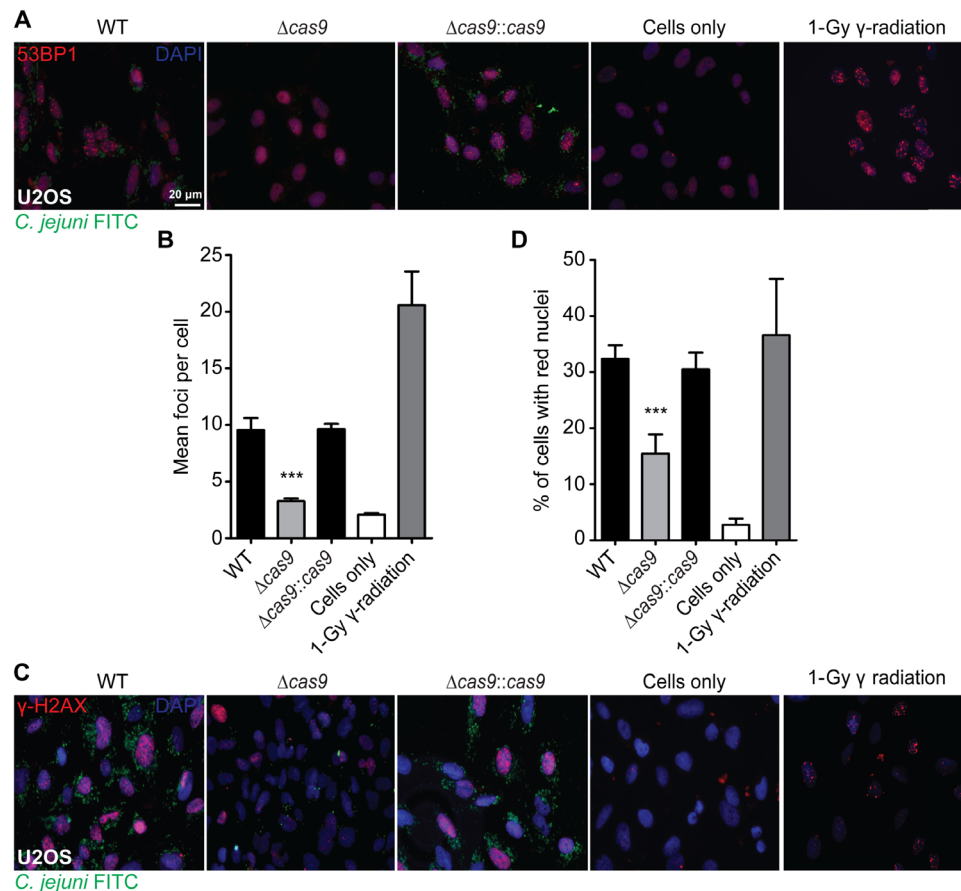 A
WT Δcas9 Δcas9::cas9 Cells only 1-Gy γ-radiation
53BP1 DAPI
U2OS 20 μm
C. jejuni FITC
B
Mean foci per cell
25
20
15
10
5
0
***
WT Δcas9 Δcas9::cas9 Cells only 1-Gy γ-radiation
D
% of cells with red nuclei
50
40
30
20
10
0
***
WT Δcas9 Δcas9::cas9 Cells only 1-Gy γ-radiation
C
WT Δcas9 Δcas9::cas9 Cells only 1-Gy γ radiation
γ-H2AX DAPI
U2OS
C. jejuni FITC